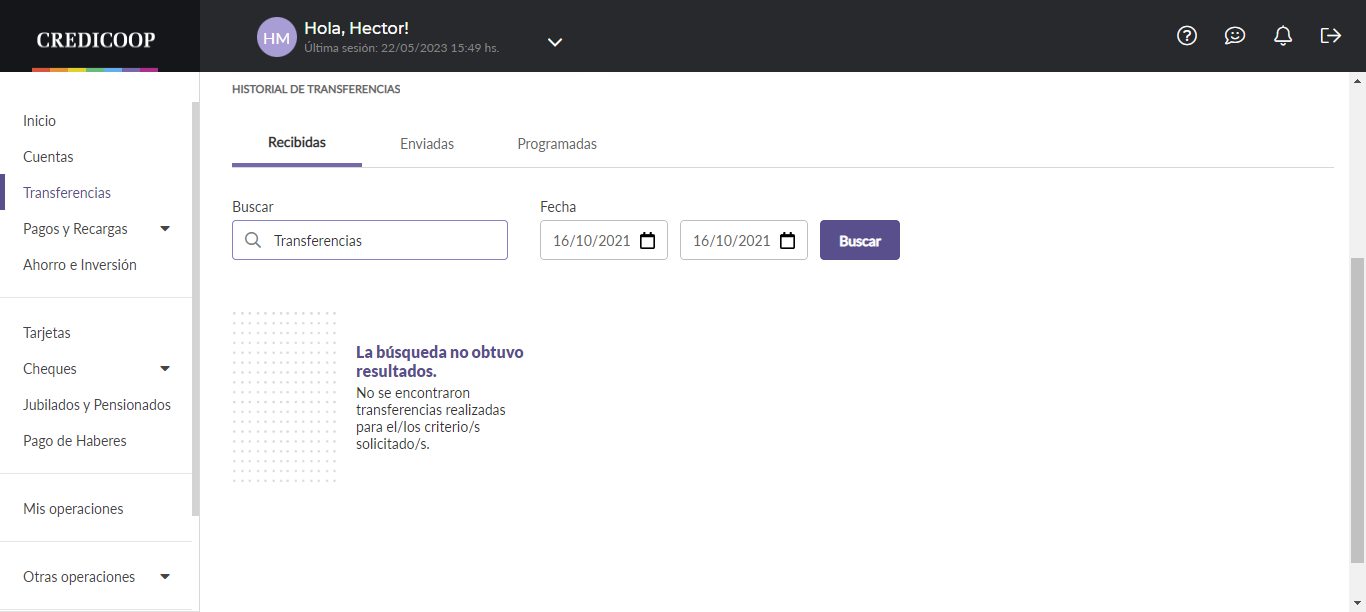 CREDICOOP
HM
Hola, Hector!
Última sesión: 22/05/2023 15:49 hs.
Inicio
Cuentas
Transferencias
Pagos y Recargas
Ahorro e Inversión
Tarjetas
Cheques
Jubilados y Pensionados
Pago de Haberes
Mis operaciones
Otras operaciones
HISTORIAL DE TRANSFERENCIAS
Recibidas Enviadas Programadas
Buscar Fecha
Transferencias 16/10/2021 16/10/2021 Buscar
La búsqueda no obtuvo
resultados.
No se encontraron
transferencias realizadas
para el/los criterio/s
solicitado/s.